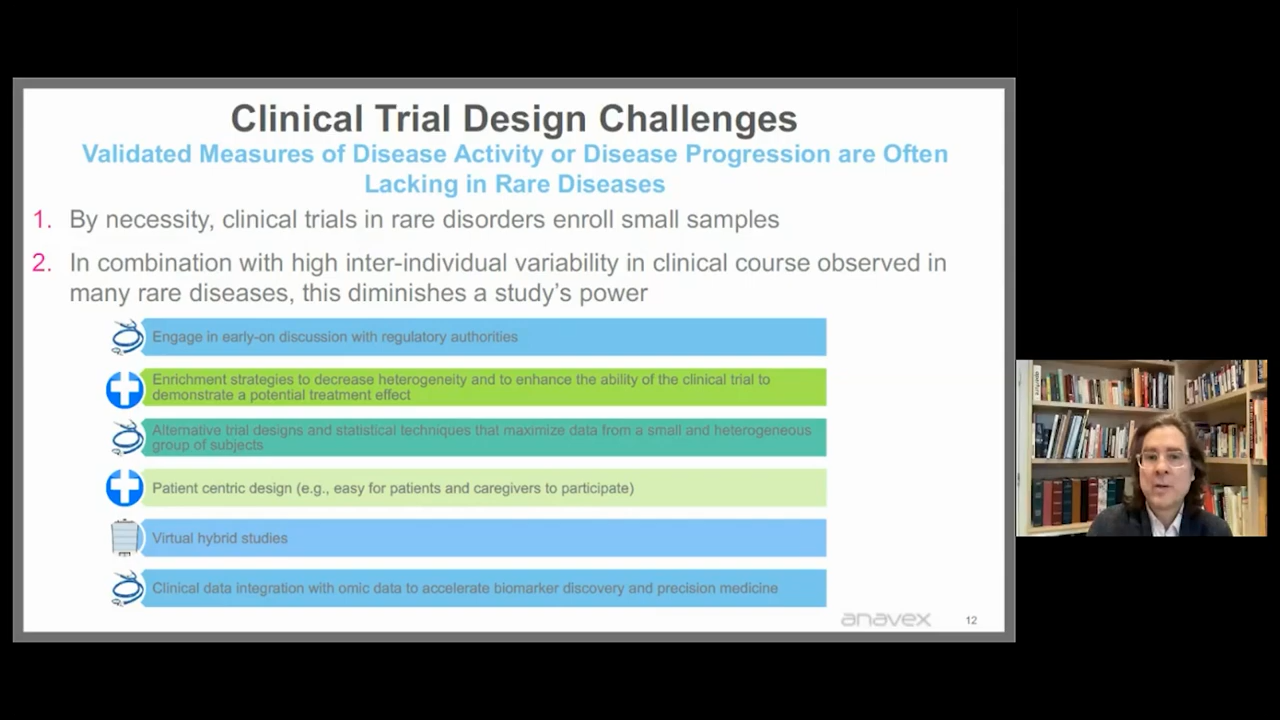 Clinical Trial Design Challenges
Validated Measures of Disease Activity or Disease Progression are Often
Lacking in Rare Diseases
1. By necessity, clinical trials in rare disorders enroll small samples
2. In combination with high inter-individual variability in clinical course observed in
many rare diseases, this diminishes a study's power
Engage in early-on discussion with regulatory authorities
Enrichment strategies to decrease heterogeneity and to enhance the ability of the clinical trial to
demonstrate a potential treatment effect
Alternative trial designs and statistical techniques that maximize data from a small and heterogeneous
group of subjects
Patient centric design (e.g., easy for patients and caregivers to participate)
Virtual hybrid studies
Clinical data integration with omic data to accelerate biomarker discovery and precision medicine
anavex 12